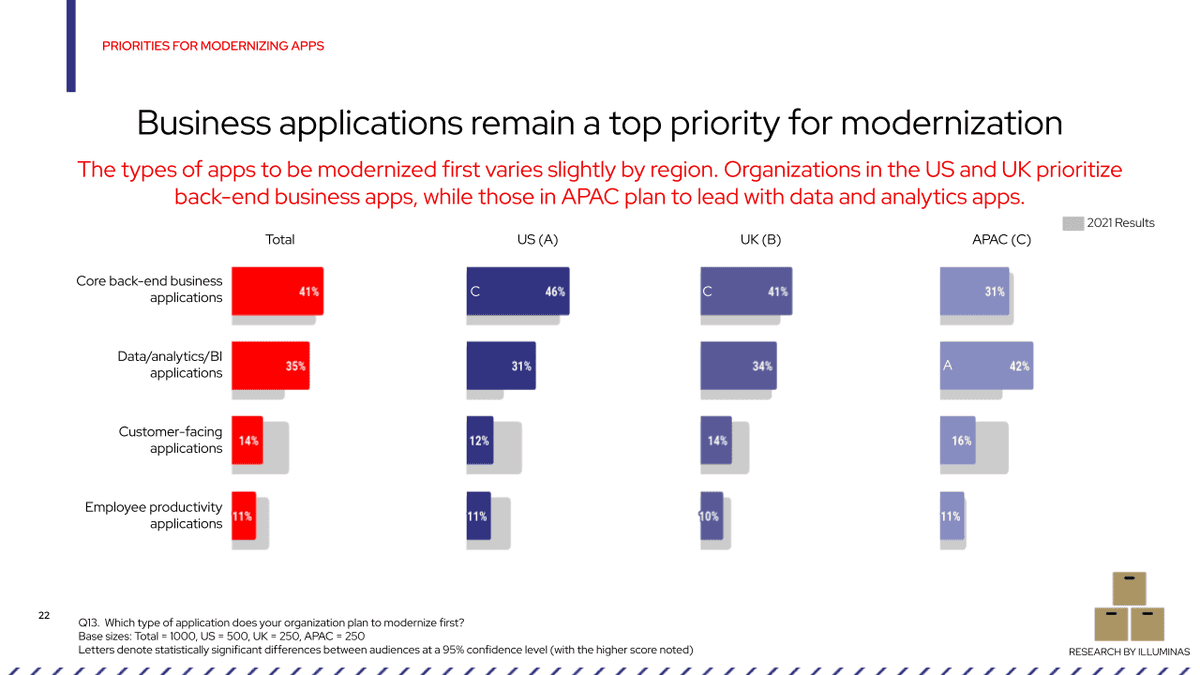 PRIORITIES FOR MODERNIZING APPS
Business applications remain a top priority for modernization
The types of apps to be modernized first varies slightly by region. Organizations in the US and UK prioritize
back-end business apps, while those in APAC plan to lead with data and analytics apps.
2021 Results
Total
US (A)
UK (B)
APAC (C)
Core back-end business
applications
41%
C 46%
C 41%
31%
Data/analytics/BI
applications
35%
31%
34%
A 42%
Customer-facing
applications
14%
12%
14%
16%
Employee productivity
applications
11%
11%
10%
11%
22
Q13. Which type of application does your organization plan to modernize first?
Base sizes: Total = 1000, US = 500, UK = 250, APAC = 250
Letters denote statistically significant differences between audiences at a 95% confidence level (with the higher score noted)
RESEARCH BY ILLUMINAS